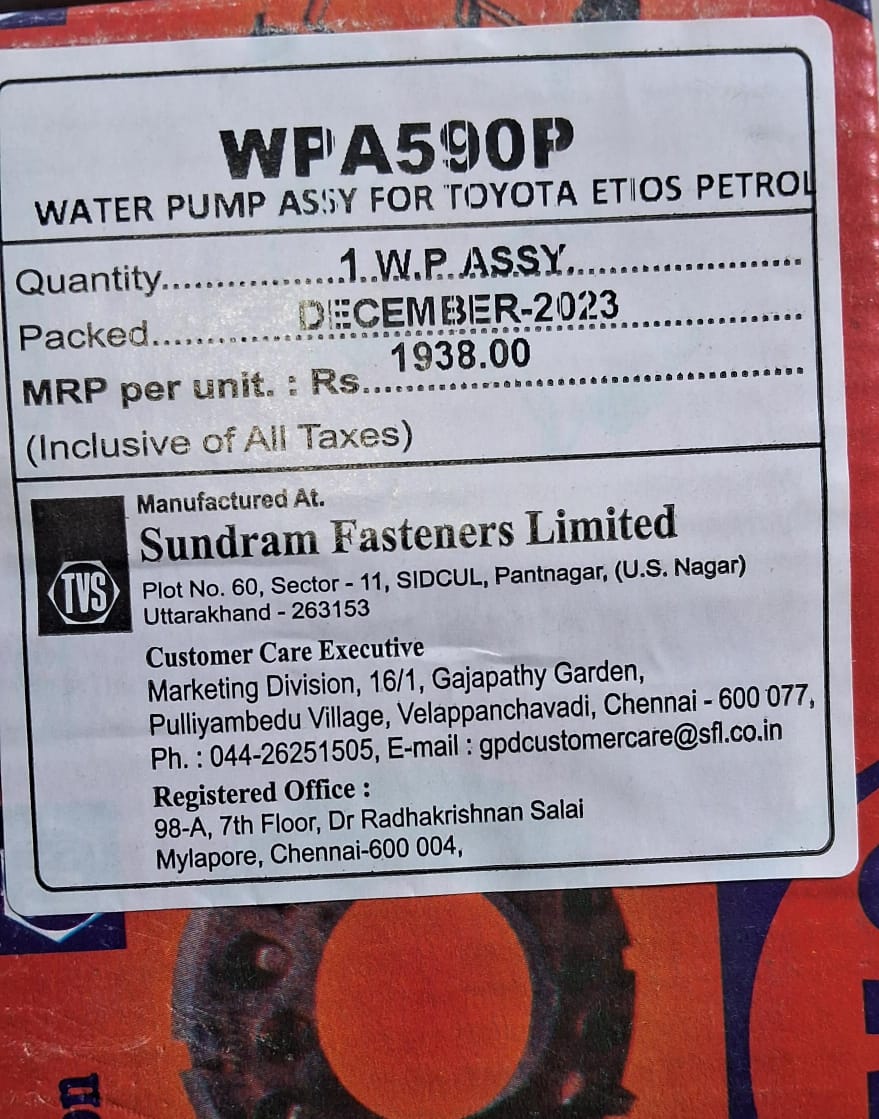 WPA590P
WATER PUMP ASSY FOR TOYOTA ETIOS PETROL
Quantity....................1 W.P. ASSY..........................
Packed...............DECEMBER-2023....................
MRP per unit. : Rs....1938.00..............................
(Inclusive of All Taxes)
Manufactured At.
Sundram Fasteners Limited
TVS
Plot No. 60, Sector - 11, SIDCUL, Pantnagar, (U.S. Nagar)
Uttarakhand - 263153
Customer Care Executive
Marketing Division, 16/1, Gajapathy Garden,
Pulliyambedu Village, Velappanchavadi, Chennai - 600 077,
Ph. : 044-26251505, E-mail : gpdcustomercare@sfl.co.in
Registered Office :
98-A, 7th Floor, Dr Radhakrishnan Salai
Mylapore, Chennai-600 004,